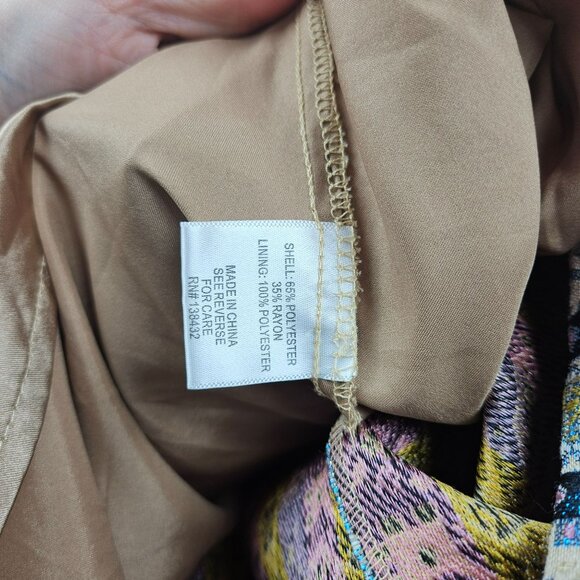 SHELL: 65% POLYESTER
35% RAYON
LINING: 100% POLYESTER
MADE IN CHINA
SEE REVERSE
FOR CARE
RN# 138432